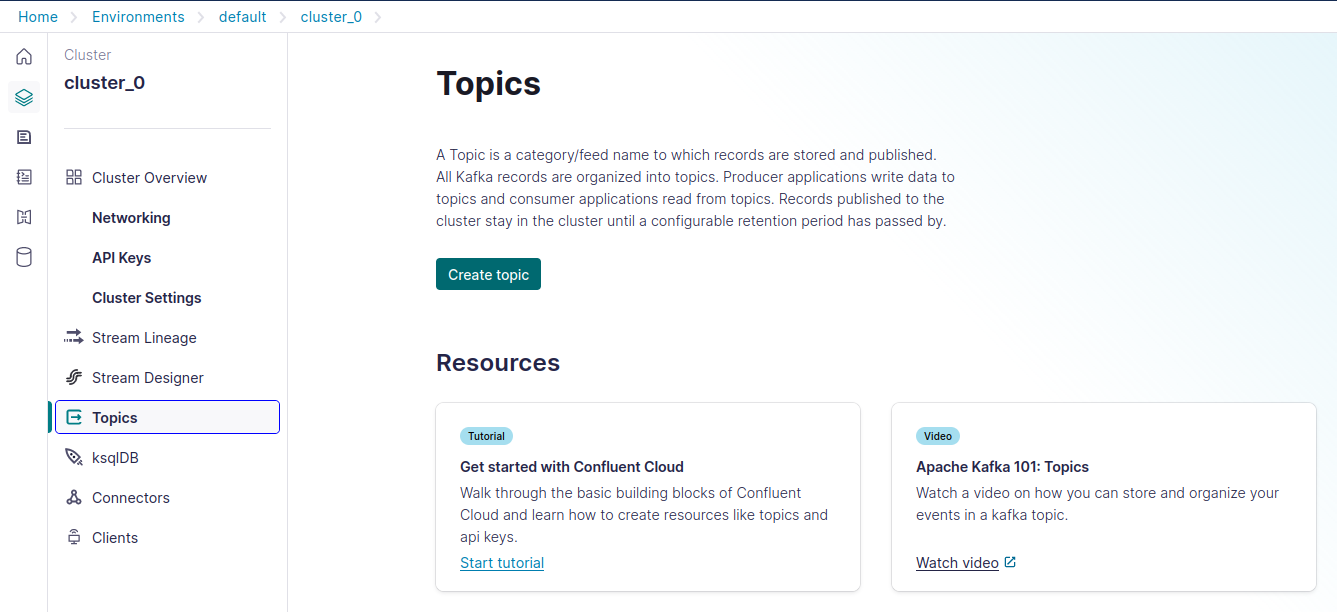 Home
Environments
default
cluster_0
Cluster
cluster_0
Cluster Overview
Networking
API Keys
Cluster Settings
Stream Lineage
Stream Designer
Topics
ksqlDB
Connectors
Clients
Topics
A Topic is a category/feed name to which records are stored and published.
All Kafka records are organized into topics. Producer applications write data to
topics and consumer applications read from topics. Records published to the
cluster stay in the cluster until a configurable retention period has passed by.
Create topic
Resources
Tutorial
Get started with Confluent Cloud
Walk through the basic building blocks of Confluent
Cloud and learn how to create resources like topics and
api keys.
Start tutorial
Video
Apache Kafka 101: Topics
Watch a video on how you can store and organize your
events in a kafka topic.
Watch video